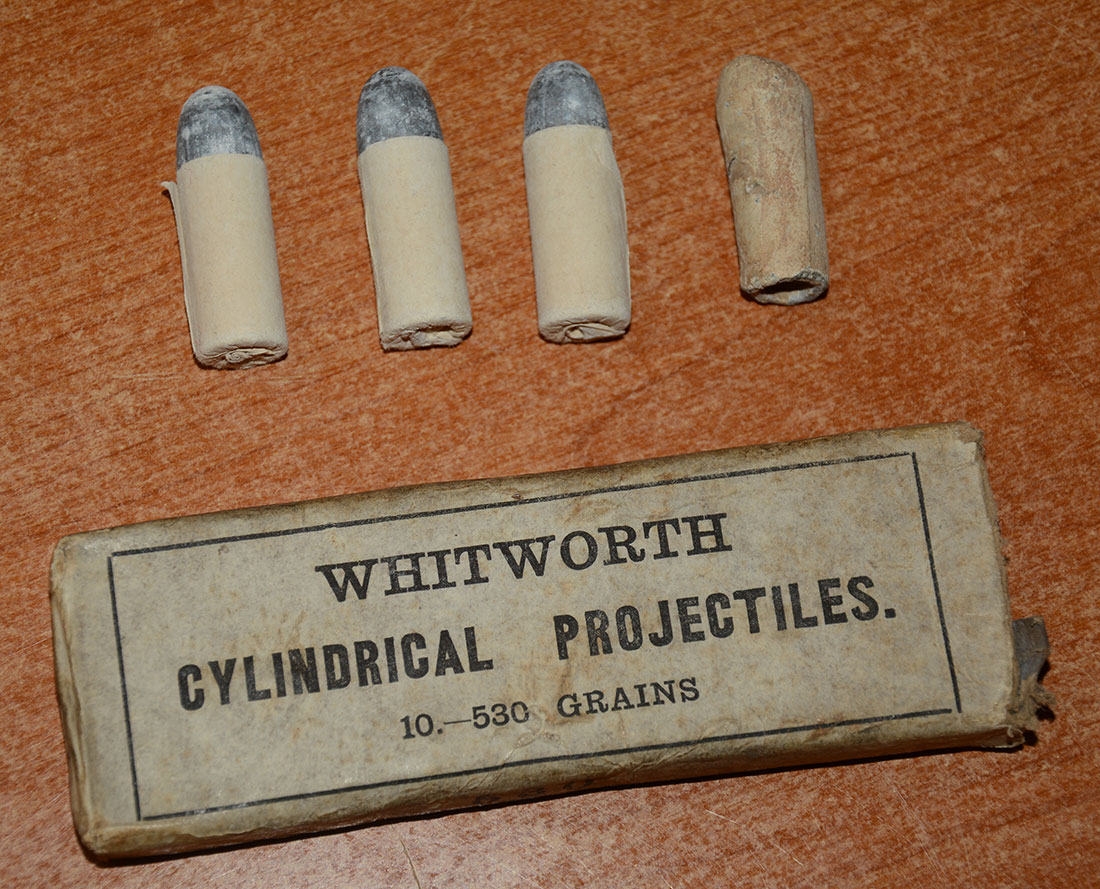 WHITWORTH
CYLINDRICAL PROJECTILES.
10.—530 GRAINS